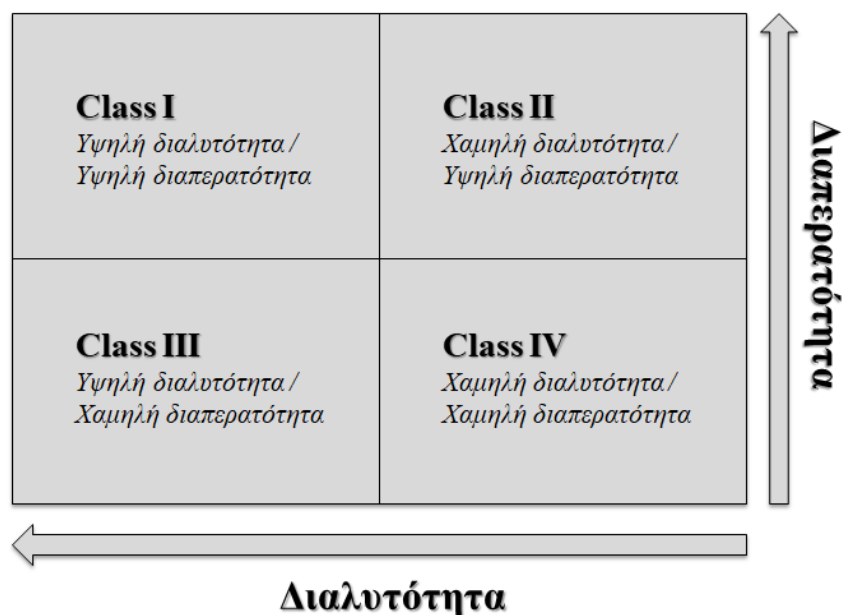 Class I
Υψηλή διαλυτότητα /
Υψηλή διαπερατότητα
Class II
Χαμηλή διαλυτότητα /
Υψηλή διαπερατότητα
Class III
Υψηλή διαλυτότητα /
Χαμηλή διαπερατότητα
Class IV
Χαμηλή διαλυτότητα /
Χαμηλή διαπερατότητα
Διαπερατότητα
Διαλυτότητα